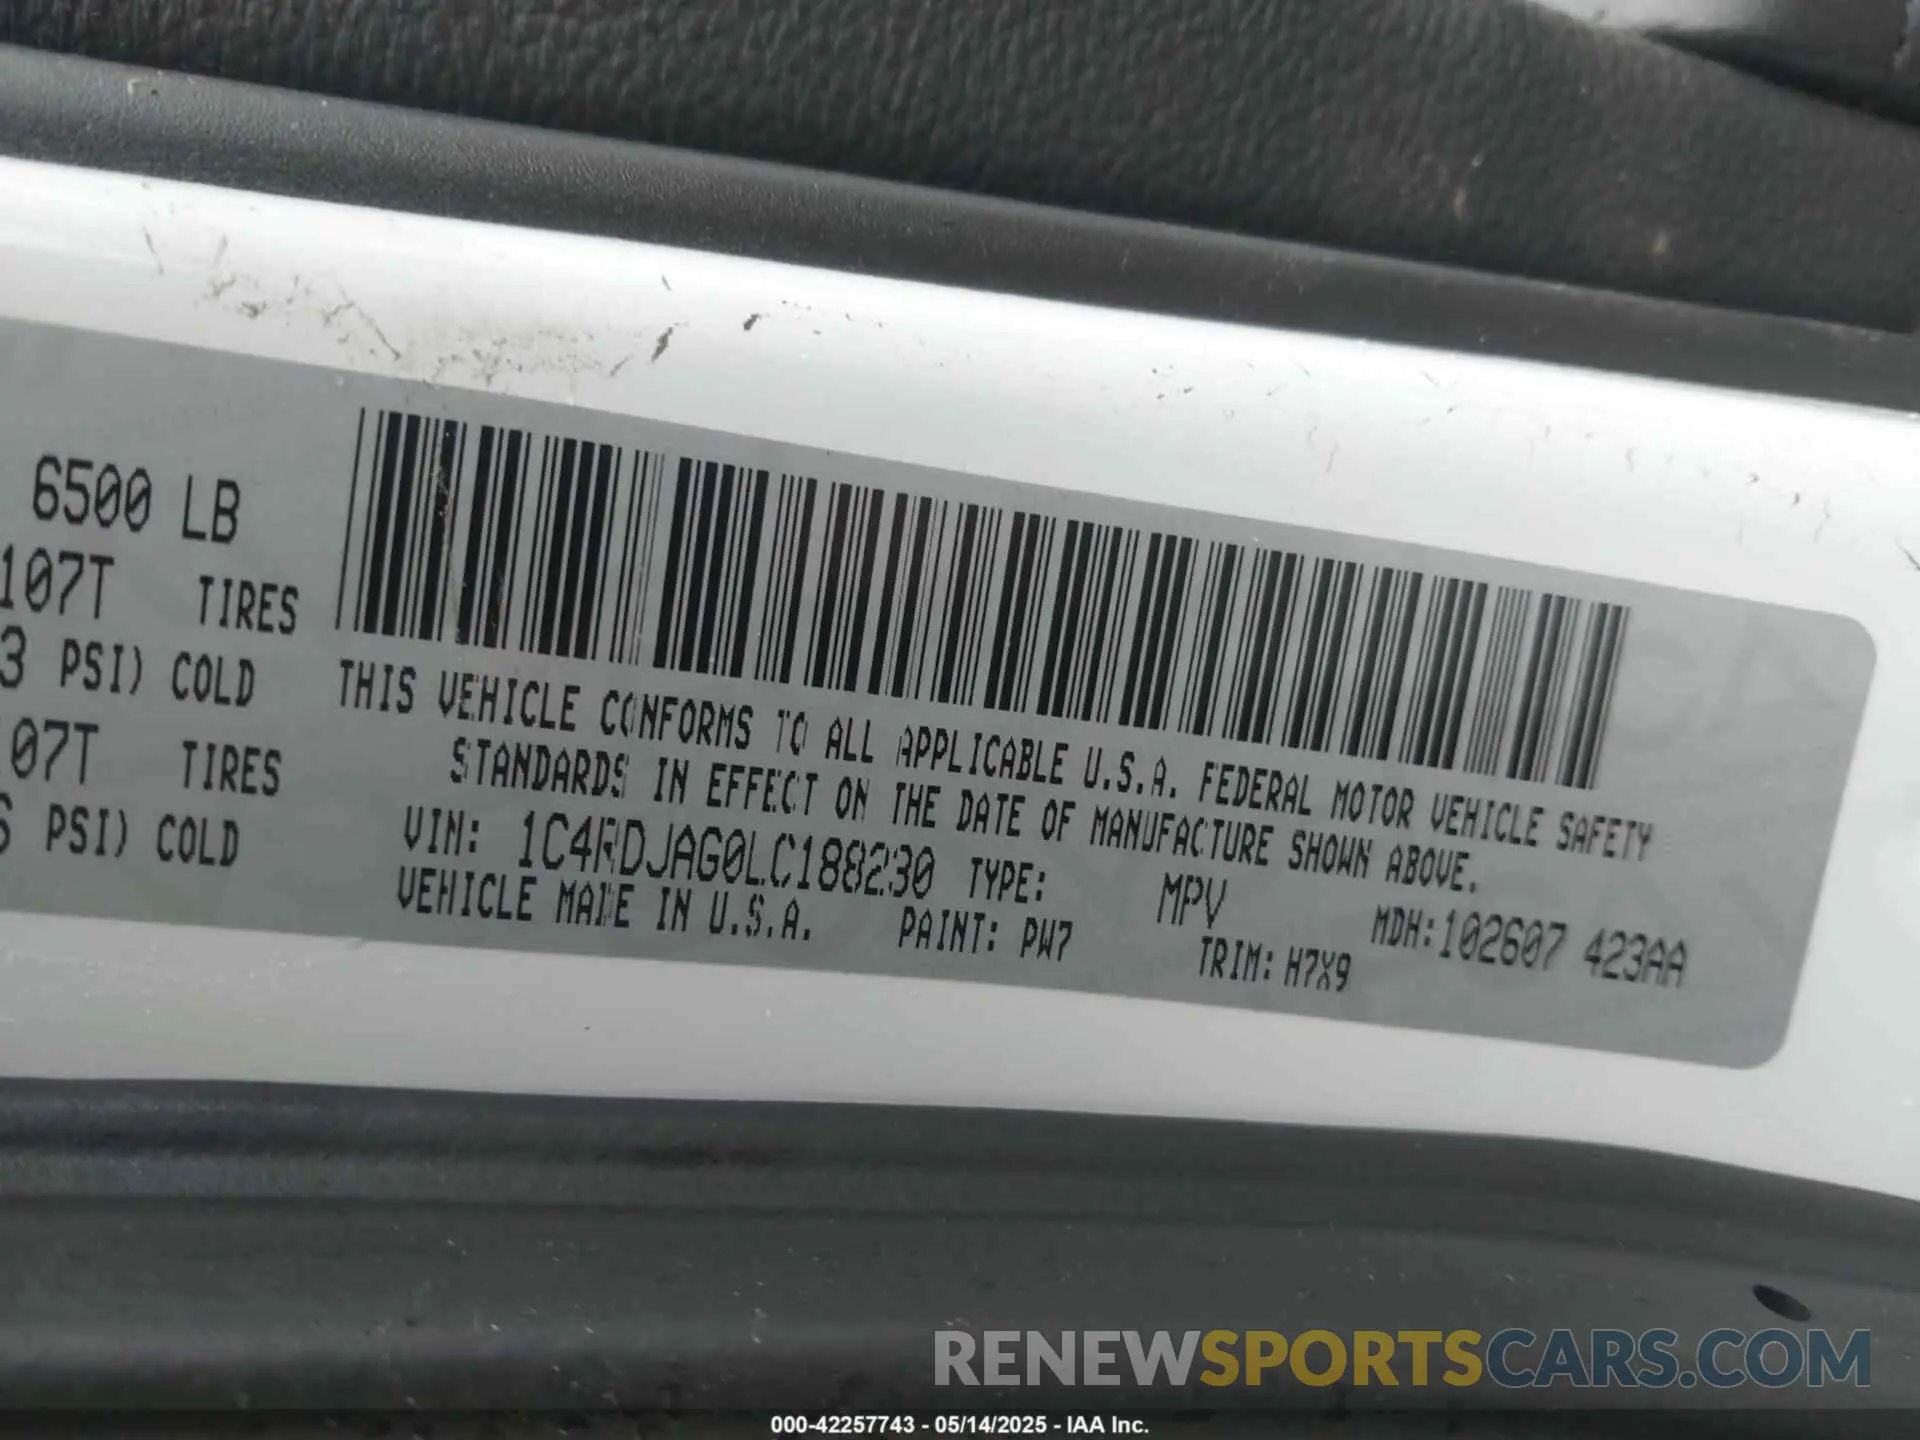 6500 LB
107T TIRES
3 PSI) COLD
07T TIRES
PSI) COLD
THIS VEHICLE CONFORMS TO ALL APPLICABLE U.S.A. FEDERAL MOTOR VEHICLE SAFETY
STANDARDS IN EFFECT ON THE DATE OF MANUFACTURE SHOWN ABOVE.
VIN: 1C4RDJAG0LC188230 TYPE: MPV MDH:102607 423AA
VEHICLE MADE IN U.S.A. PAINT: PW7 TRIM: H7X9
RENEWSPORTSCARS.COM
000-42257743 - 05/14/2025 - IAA Inc.